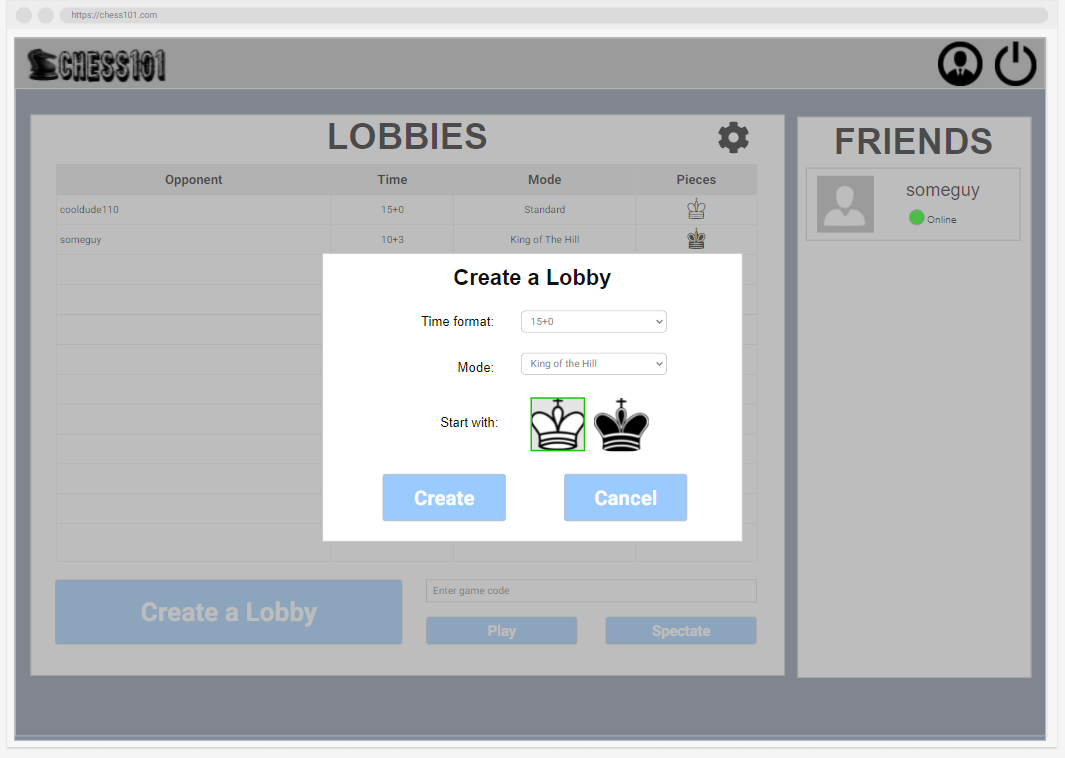 https://chess101.com
CHESS101
LOBBIES
FRIENDS
Opponent Time Mode Pieces
cooldude110 15+0 Standard
someguy 10+3 King of The Hill
someguy
Online
Create a Lobby
Time format: 15+0
Mode: King of the Hill
Start with:
Create Cancel
Create a Lobby
Enter game code
Play Spectate